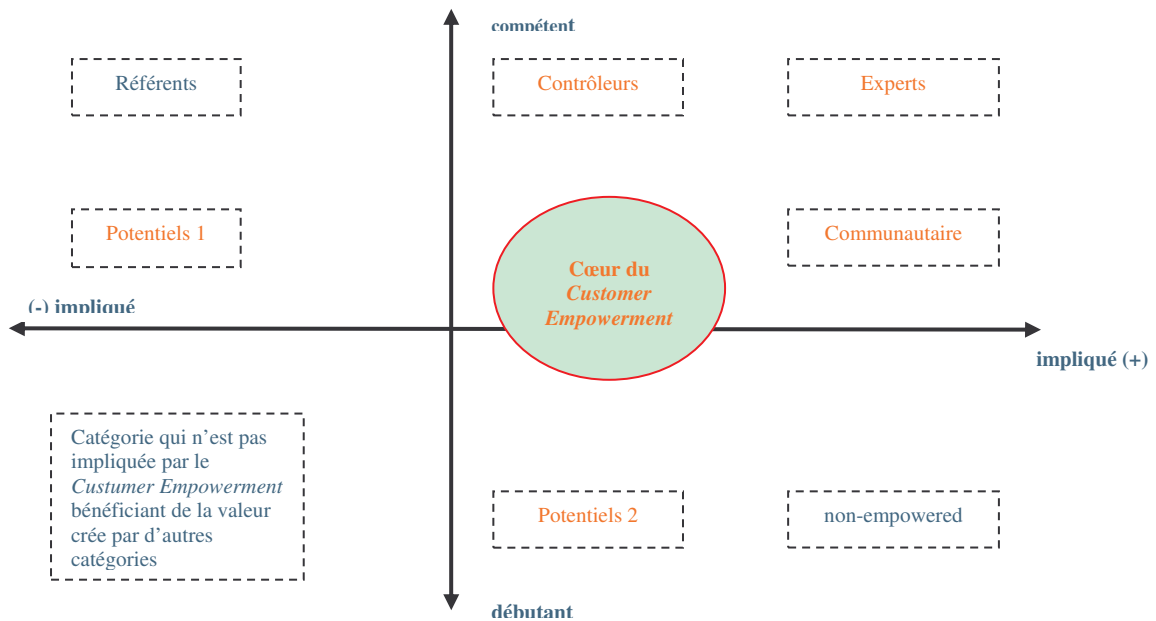 compétent
Référents
Contrôleurs
Experts
Potentiels 1
Communautaire
Cœur du
Customer
Empowerment
(-) impliqué
impliqué (+)
Catégorie qui n’est pas
impliquée par le
Custumer Empowerment
bénéficiant de la valeur
crée par d’autres
catégories
Potentiels 2
non-empowered
débutant